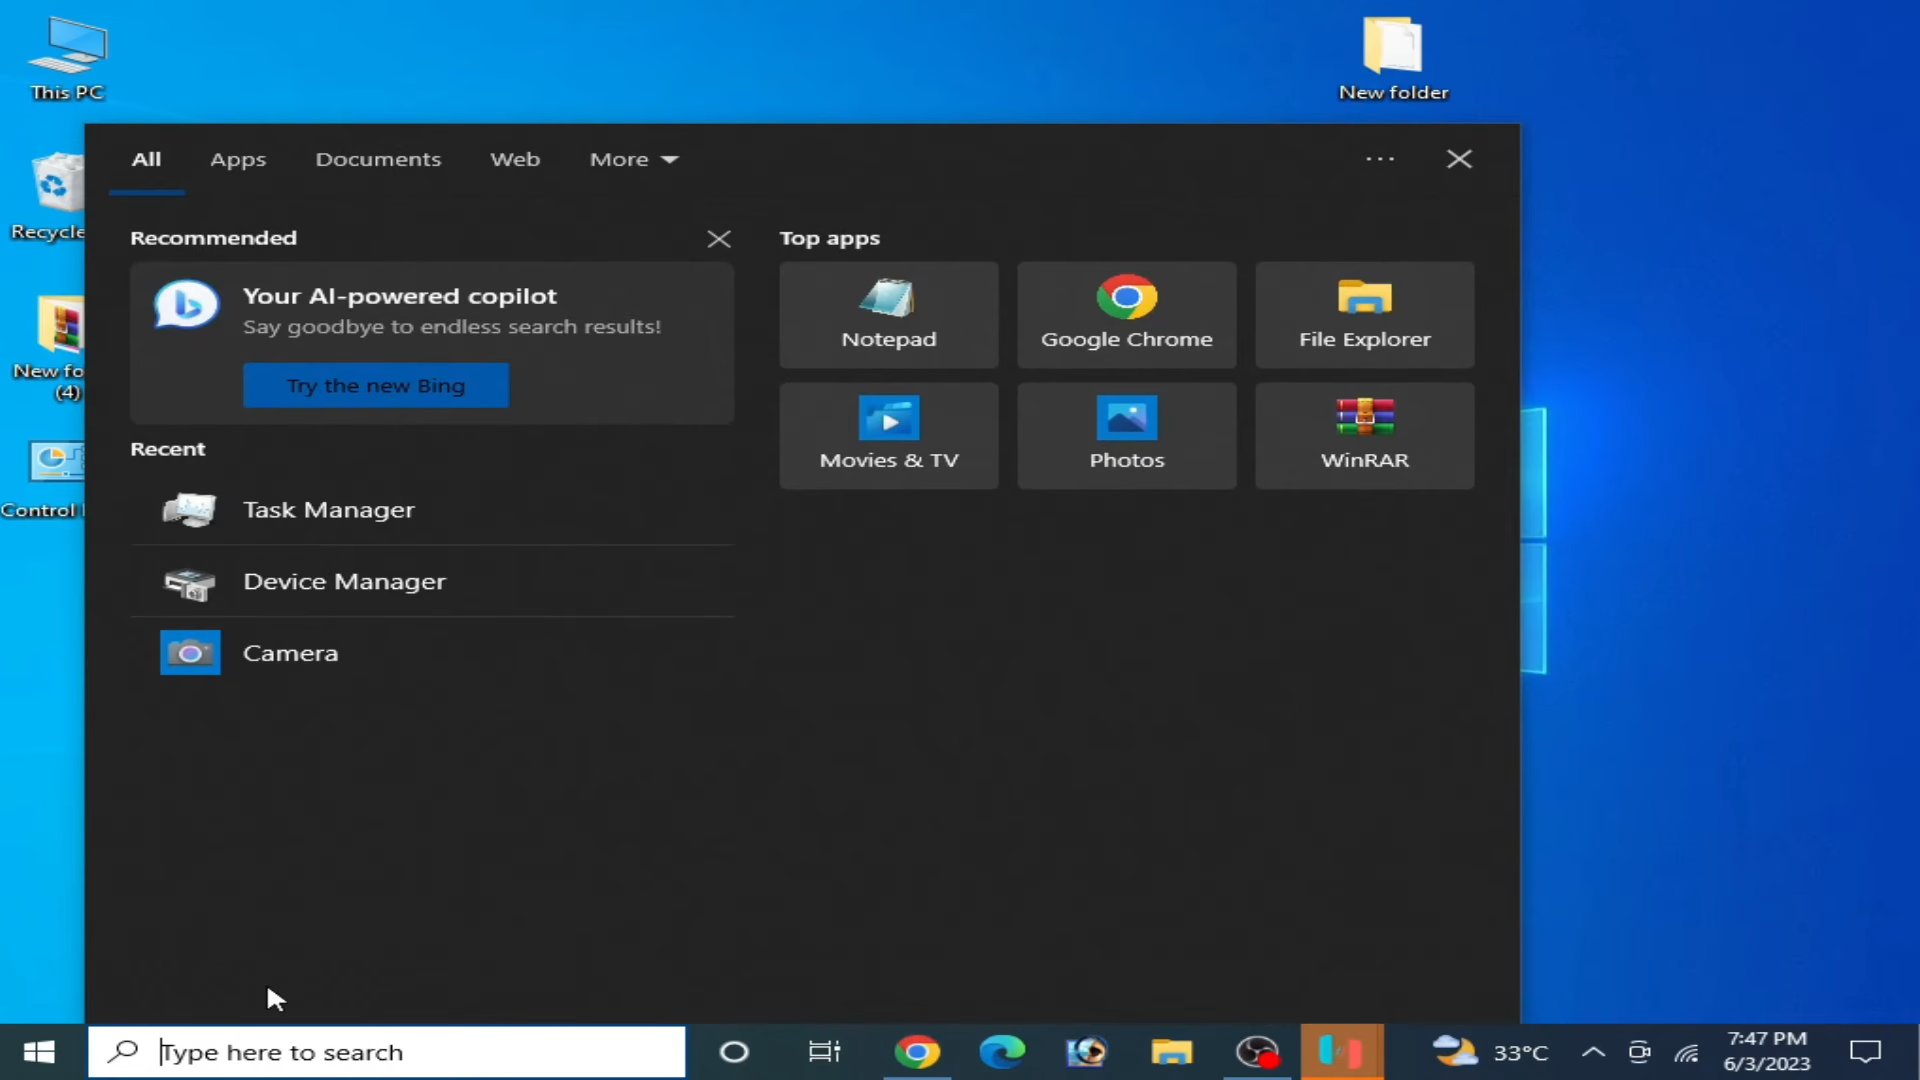 This PC
New folder
Recycle
New fo
(4)
Control
All Apps Documents Web More
Recommended
Your AI-powered copilot
Say goodbye to endless search results!
Try the new Bing
Recent
Task Manager
Device Manager
Camera
Top apps
Notepad Google Chrome File Explorer
Movies & TV Photos WinRAR
Type here to search
33°C
7:47 PM
6/3/2023